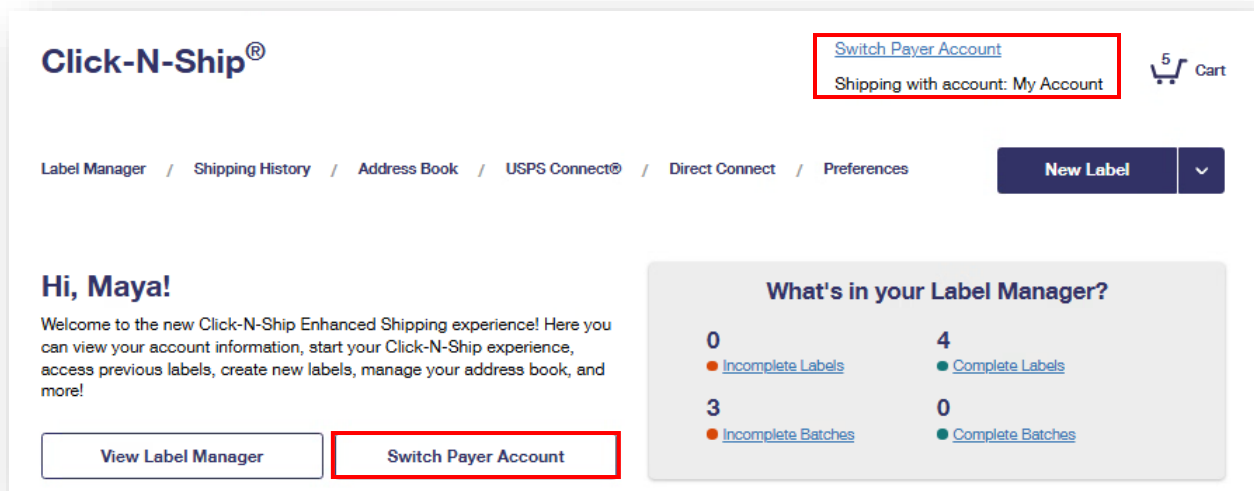 Click-N-Ship®
Switch Payer Account
Shipping with account: My Account
5
Cart
Label Manager / Shipping History / Address Book / USPS Connect® / Direct Connect / Preferences
New Label
Hi, Maya!
Welcome to the new Click-N-Ship Enhanced Shipping experience! Here you
can view your account information, start your Click-N-Ship experience,
access previous labels, create new labels, manage your address book, and
more!
View Label Manager
Switch Payer Account
What's in your Label Manager?
0
Incomplete Labels
4
Complete Labels
3
Incomplete Batches
0
Complete Batches